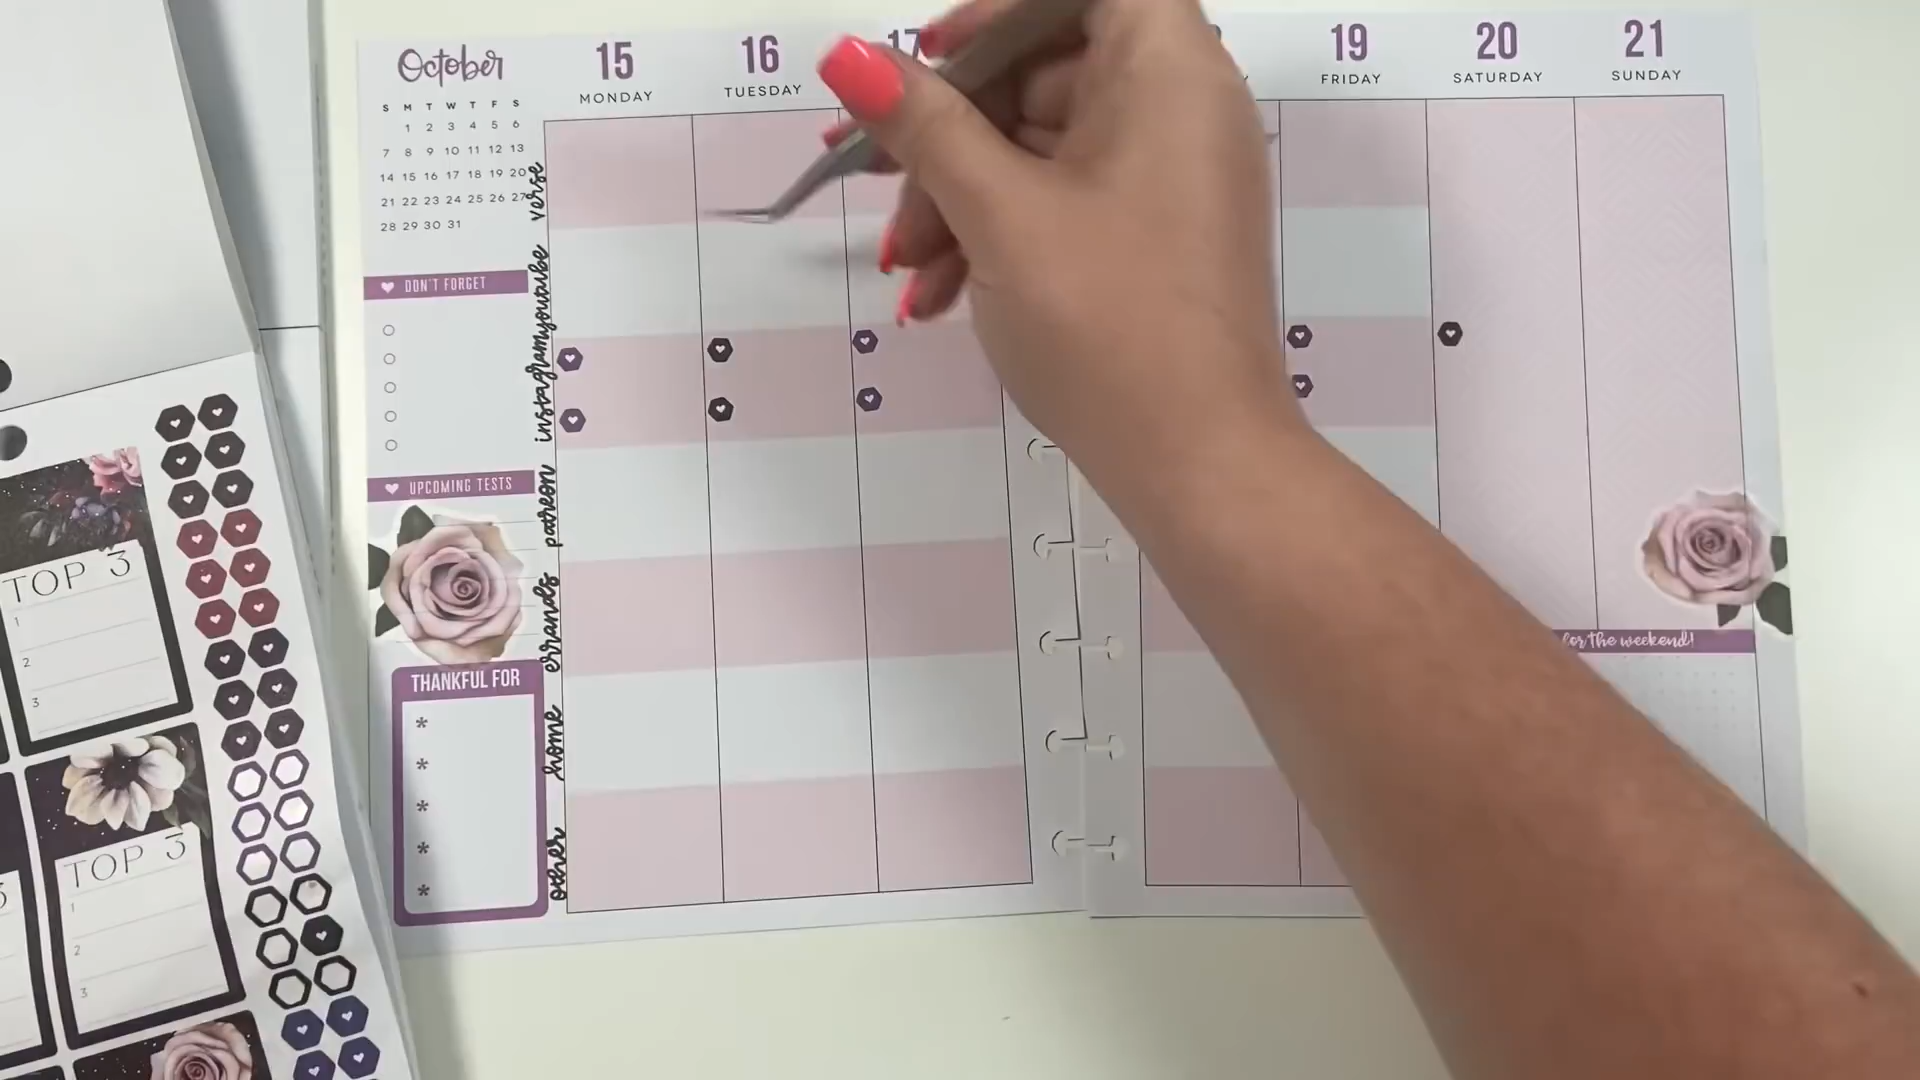 October
S M T W T F S
1 2 3 4 5 6
7 8 9 10 11 12 13
14 15 16 17 18 19 20
21 22 23 24 25 26 27
28 29 30 31
15
MONDAY
16
TUESDAY
17
19
FRIDAY
20
SATURDAY
21
SUNDAY
verse
youtube
instagram
patreon
errands
home
other
DON'T FORGET
UPCOMING TESTS
THANKFUL FOR
*
*
*
*
*
for the weekend!
TOP 3
1
2
3
TOP 3
1
2
3